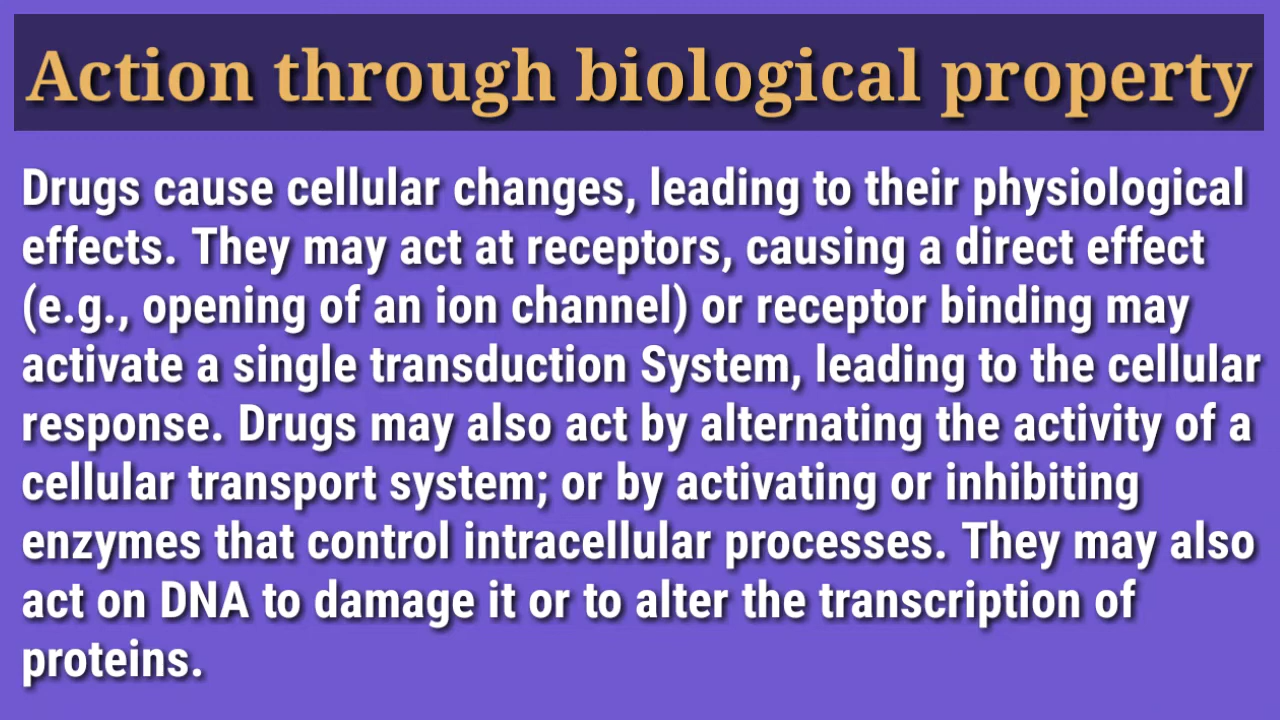 Action through biological property
Drugs cause cellular changes, leading to their physiological
effects. They may act at receptors, causing a direct effect
(e.g., opening of an ion channel) or receptor binding may
activate a single transduction System, leading to the cellular
response. Drugs may also act by alternating the activity of a
cellular transport system; or by activating or inhibiting
enzymes that control intracellular processes. They may also
act on DNA to damage it or to alter the transcription of
proteins.